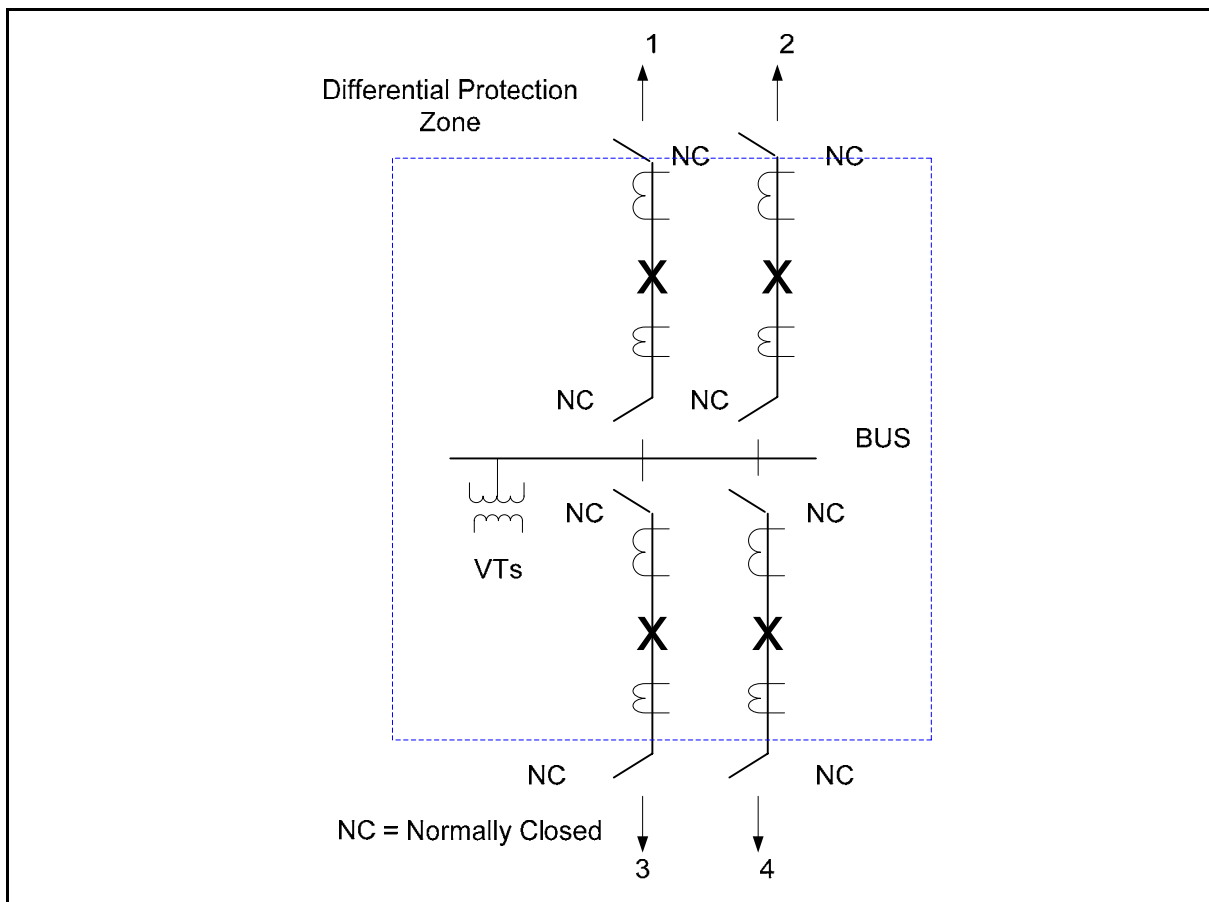 1
2
Differential Protection
Zone
NC
NC
X
X
NC
NC
BUS
NC
NC
VTs
X
X
NC
NC
NC = Normally Closed
3
4